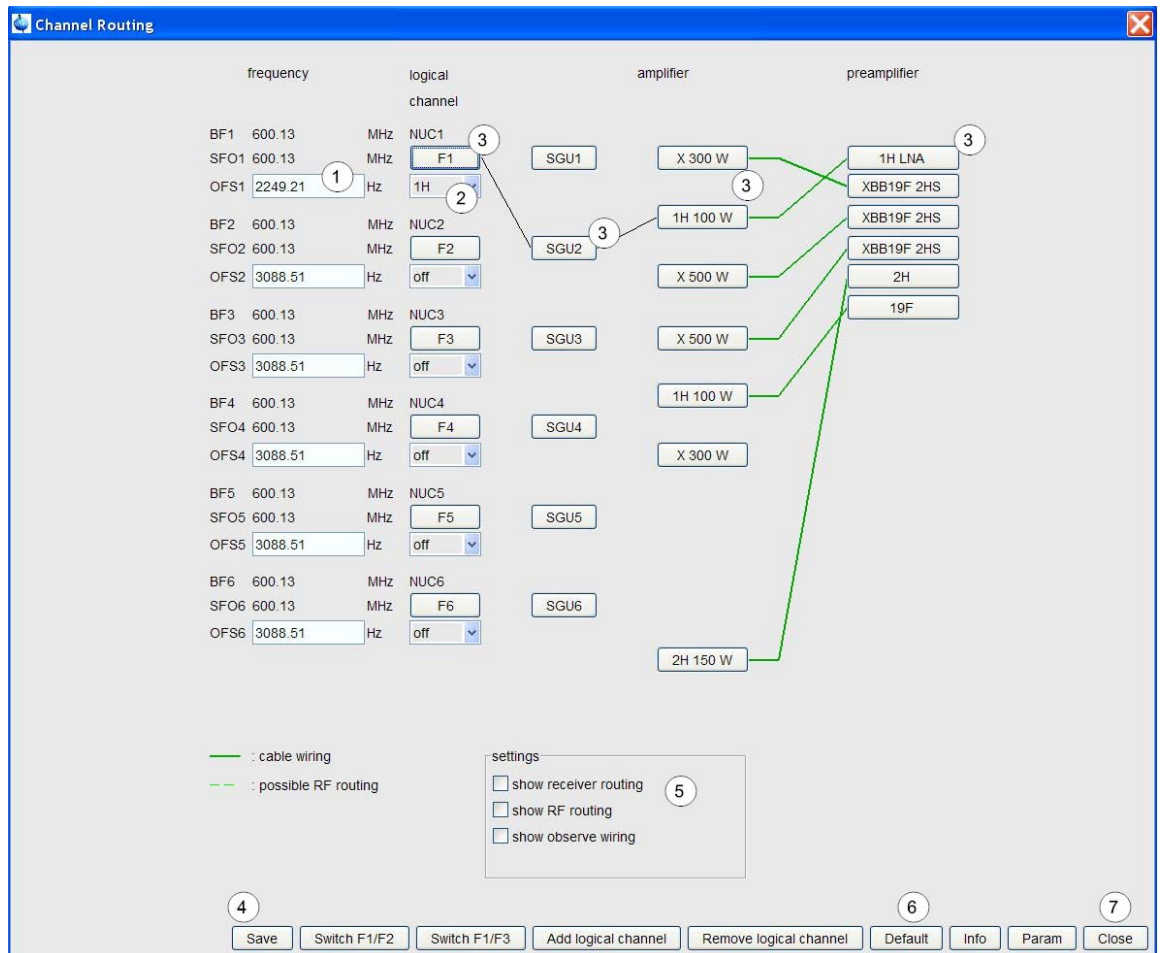 Channel Routing
frequency logical channel amplifier preamplifier
BF1 600.13 MHz NUC1 3 3
SFO1 600.13 MHz F1 SGU1 X 300 W 1H LNA
OFS1 2249.21 1 Hz 1H 2 3 XBB19F 2HS
BF2 600.13 MHz NUC2 3 1H 100 W XBB19F 2HS
SFO2 600.13 MHz F2 SGU2 XBB19F 2HS
OFS2 3088.51 Hz off X 500 W 2H
BF3 600.13 MHz NUC3 19F
SFO3 600.13 MHz F3 SGU3 X 500 W
OFS3 3088.51 Hz off
BF4 600.13 MHz NUC4 1H 100 W
SFO4 600.13 MHz F4 SGU4
OFS4 3088.51 Hz off X 300 W
BF5 600.13 MHz NUC5
SFO5 600.13 MHz F5 SGU5
OFS5 3088.51 Hz off
BF6 600.13 MHz NUC6
SFO6 600.13 MHz F6 SGU6
OFS6 3088.51 Hz off
2H 150 W
: cable wiring settings
: possible RF routing show receiver routing 5
show RF routing
show observe wiring
4 6 7
Save Switch F1/F2 Switch F1/F3 Add logical channel Remove logical channel Default Info Param Close